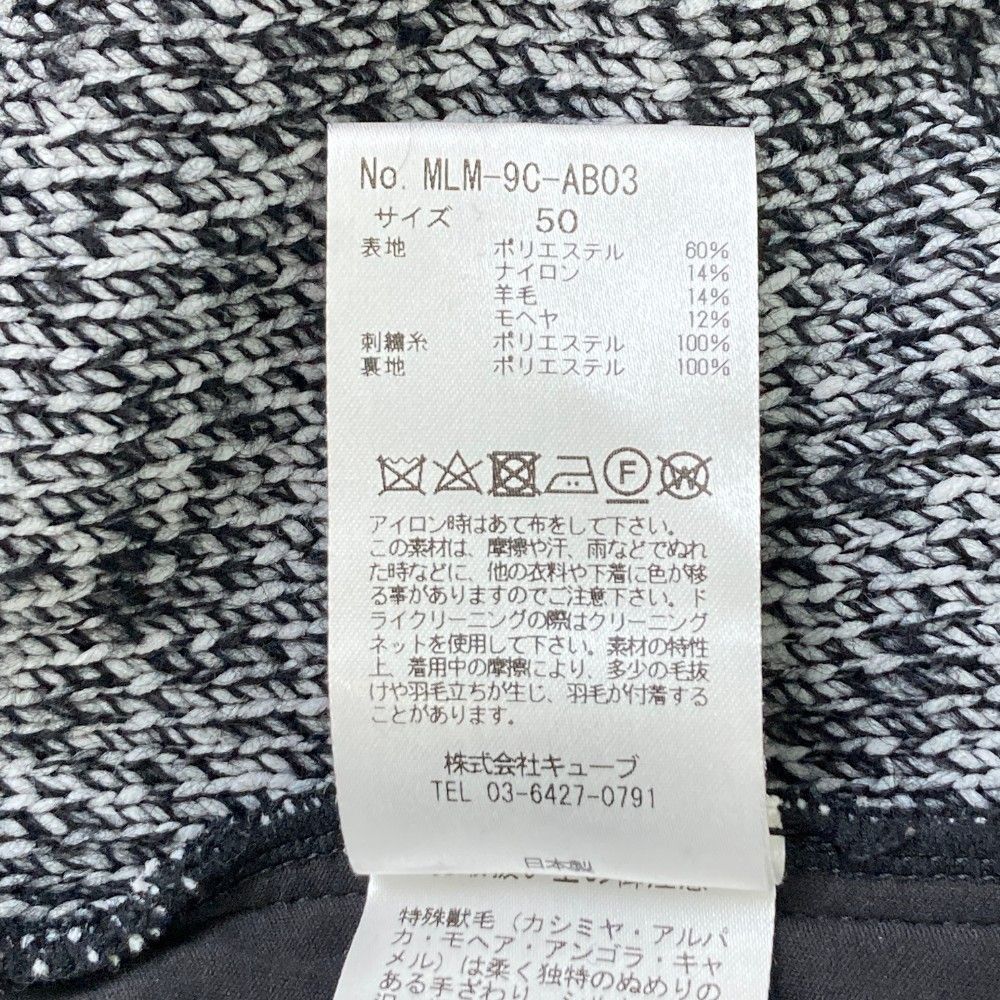 No. MLM-9C-AB03
サイズ 50
表地 ポリエステル 60%
ナイロン 14%
羊毛 14%
モヘヤ 12%
刺繍糸 ポリエステル 100%
裏地 ポリエステル 100%
F W
アイロン時はあて布をして下さい。
この素材は、摩擦や汗、雨などでぬれ
た時などに、他の衣料や下着に色が移
る事がありますのでご注意下さい。ド
ライクリーニングの際はクリーニング
ネットを使用して下さい。素材の特性
上、着用中の摩擦により、多少の毛抜
けや羽毛立ちが生じ、羽毛が付着する
ことがあります。
株式会社キューブ
TEL 03-6427-0791
日本製
特殊獣毛（カシミヤ・アルパ
カ・モヘア・アンゴラ・キャ
メル）は柔く独特のぬめりの
ある手ざわり、シル